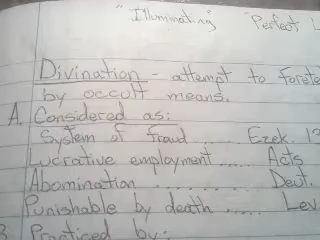 "Illuminating" "Perfect L
Divination - attempt to forete
by occult means.
A. Considered as:
System of fraud ..... Ezek. 13
Lucrative employment ..... Acts
Abomination ......... Deut.
Punishable by death ..... Lev
B. Practiced by: